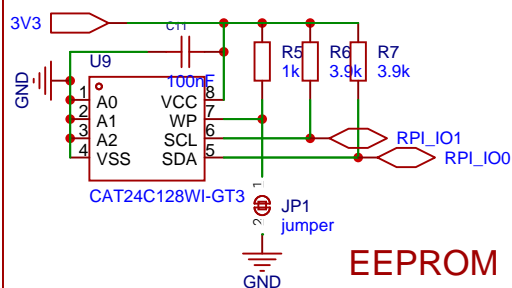 3V3
C11
U9
100nF
R5
1k
R6
3.9k
R7
3.9k
GND
1 A0 VCC 8
2 A1 WP 7
3 A2 SCL 6
4 VSS SDA 5
RPI_IO1
RPI_IO0
CAT24C128WI-GT3
1
2
JP1
jumper
GND
EEPROM